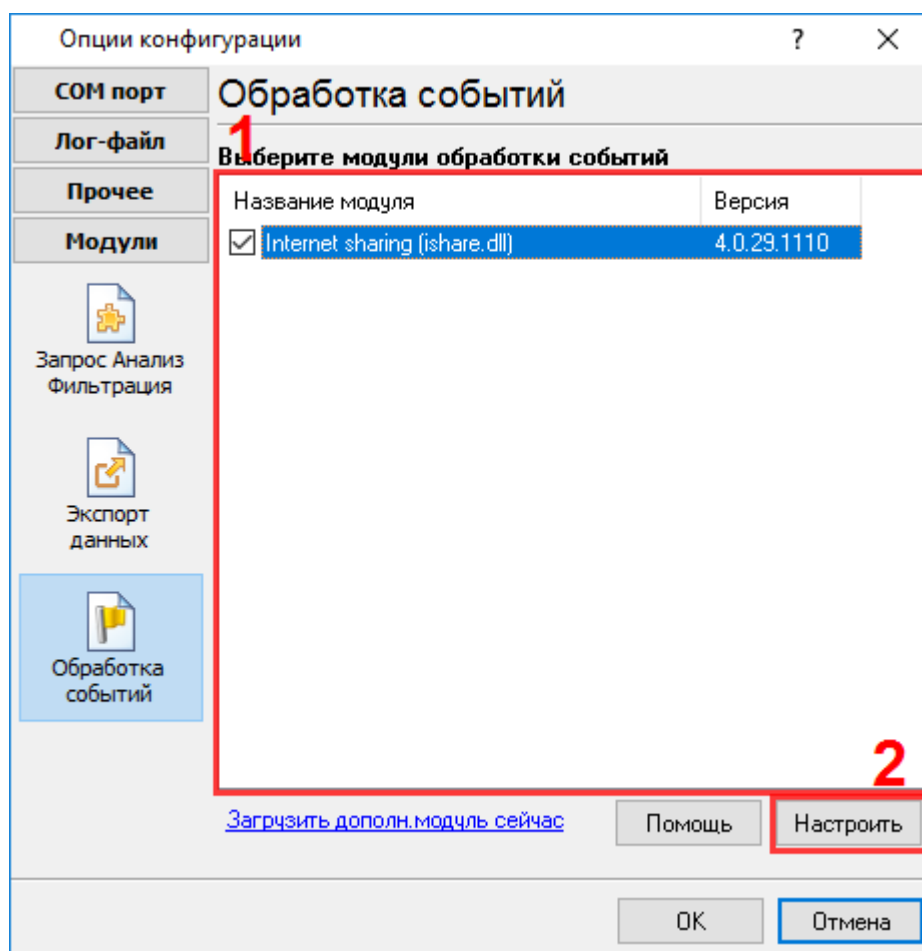 Опции конфигурации ?
COM порт
Лог-файл
Прочее
Модули
Запрос Анализ
Фильтрация
Экспорт
данных
Обработка
событий
Обработка событий
1
Выберите модули обработки событий
Название модуля Версия
Internet sharing (ishare.dll) 4.0.29.1110
2
Загрузить дополн.модуль сейчас
Помощь
Настроить
OK
Отмена